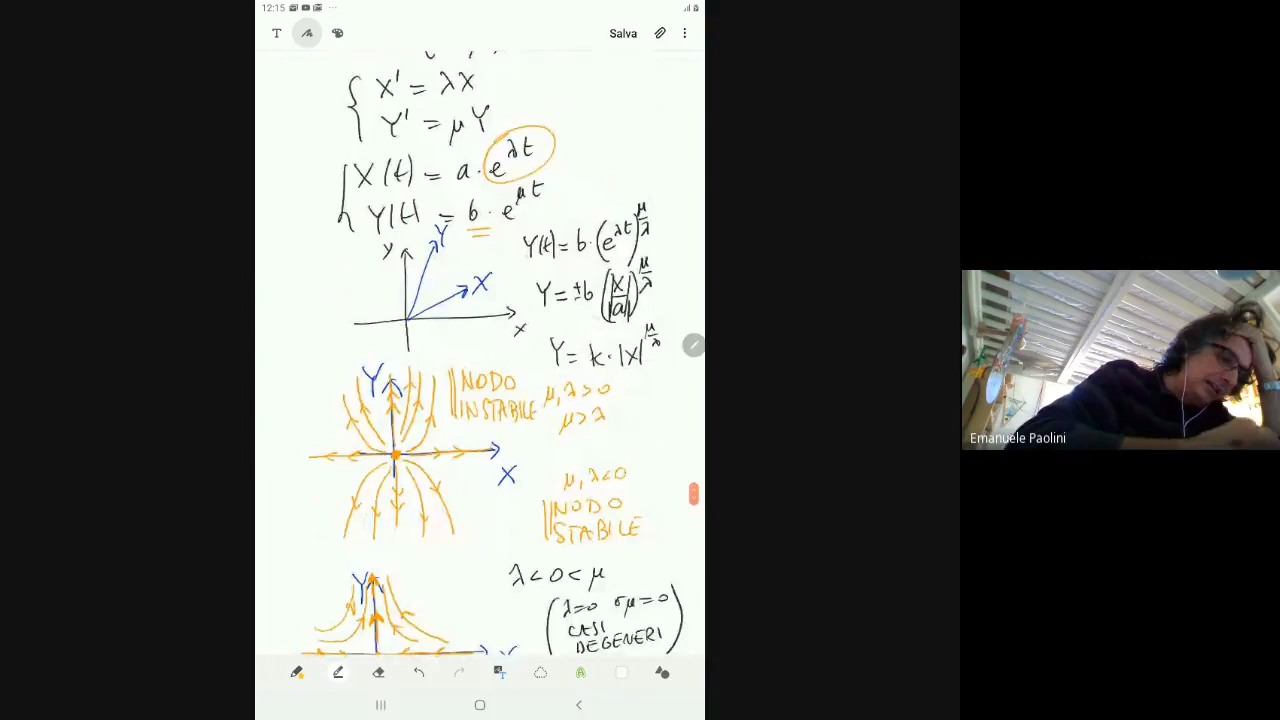 12:15
T
Salva
X' = λX
Y' = μY
X(t) = a · e^{λt}
Y(t) = b · e^{μt}
y
Y
X
x
Y(t) = b · (e^{λt})^{μ/λ}
Y = ±b (|X|/|a|)^{μ/λ}
Y = k · |X|^{μ/λ}
Y
NODO
INSTABILE
μ, λ > 0
μ > λ
X
μ, λ < 0
NODO
STABILE
Y
λ < 0 < μ
λ=0 o μ=0
CASI
DEGENERI
Emanuele Paolini